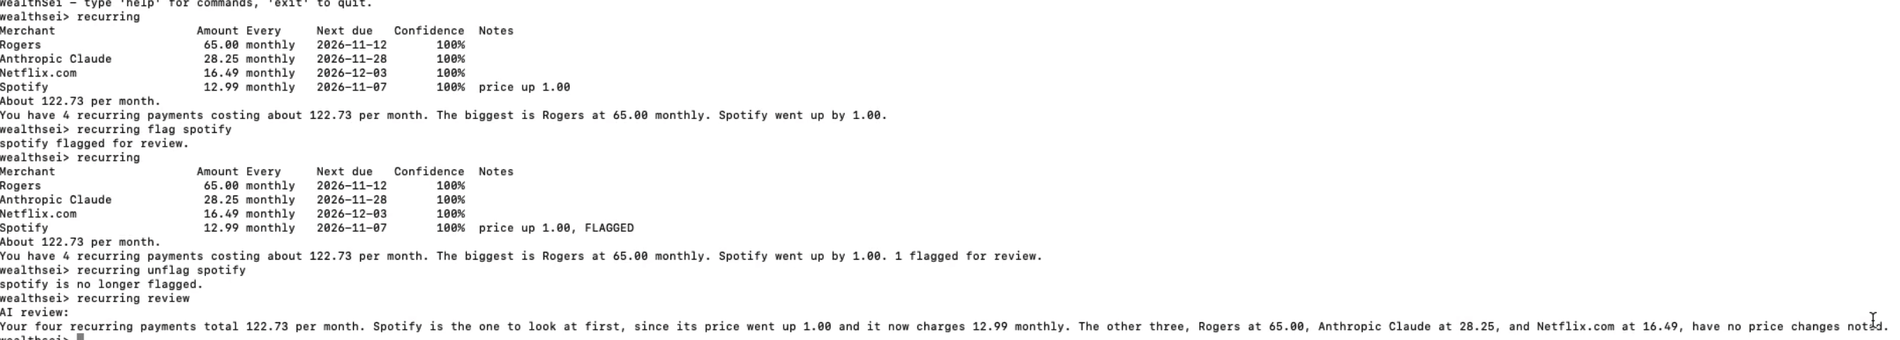 WealthSei - type 'help' for commands, 'exit' to quit.
wealthsei> recurring
Merchant Amount Every Next due Confidence Notes
Rogers 65.00 monthly 2026-11-12 100%
Anthropic Claude 28.25 monthly 2026-11-28 100%
Netflix.com 16.49 monthly 2026-12-03 100%
Spotify 12.99 monthly 2026-11-07 100% price up 1.00
About 122.73 per month.
You have 4 recurring payments costing about 122.73 per month. The biggest is Rogers at 65.00 monthly. Spotify went up by 1.00.
wealthsei> recurring flag spotify
spotify flagged for review.
wealthsei> recurring
Merchant Amount Every Next due Confidence Notes
Rogers 65.00 monthly 2026-11-12 100%
Anthropic Claude 28.25 monthly 2026-11-28 100%
Netflix.com 16.49 monthly 2026-12-03 100%
Spotify 12.99 monthly 2026-11-07 100% price up 1.00, FLAGGED
About 122.73 per month.
You have 4 recurring payments costing about 122.73 per month. The biggest is Rogers at 65.00 monthly. Spotify went up by 1.00. 1 flagged for review.
wealthsei> recurring unflag spotify
spotify is no longer flagged.
wealthsei> recurring review
AI review:
Your four recurring payments total 122.73 per month. Spotify is the one to look at first, since its price went up 1.00 and it now charges 12.99 monthly. The other three, Rogers at 65.00, Anthropic Claude at 28.25, and Netflix.com at 16.49, have no price changes noted.
wealthsei>